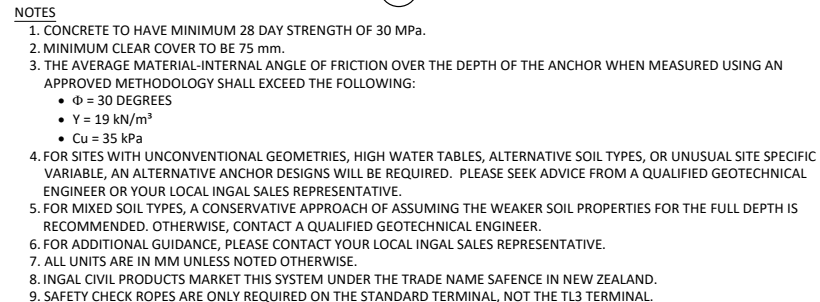 NOTES
1. CONCRETE TO HAVE MINIMUM 28 DAY STRENGTH OF 30 MPa.
2. MINIMUM CLEAR COVER TO BE 75 mm.
3. THE AVERAGE MATERIAL-INTERNAL ANGLE OF FRICTION OVER THE DEPTH OF THE ANCHOR WHEN MEASURED USING AN
APPROVED METHODOLOGY SHALL EXCEED THE FOLLOWING:
• Φ = 30 DEGREES
• Y = 19 kN/m³
• Cu = 35 kPa
4. FOR SITES WITH UNCONVENTIONAL GEOMETRIES, HIGH WATER TABLES, ALTERNATIVE SOIL TYPES, OR UNUSUAL SITE SPECIFIC
VARIABLE, AN ALTERNATIVE ANCHOR DESIGNS WILL BE REQUIRED. PLEASE SEEK ADVICE FROM A QUALIFIED GEOTECHNICAL
ENGINEER OR YOUR LOCAL INGAL SALES REPRESENTATIVE.
5. FOR MIXED SOIL TYPES, A CONSERVATIVE APPROACH OF ASSUMING THE WEAKER SOIL PROPERTIES FOR THE FULL DEPTH IS
RECOMMENDED. OTHERWISE, CONTACT A QUALIFIED GEOTECHNICAL ENGINEER.
6. FOR ADDITIONAL GUIDANCE, PLEASE CONTACT YOUR LOCAL INGAL SALES REPRESENTATIVE.
7. ALL UNITS ARE IN MM UNLESS NOTED OTHERWISE.
8. INGAL CIVIL PRODUCTS MARKET THIS SYSTEM UNDER THE TRADE NAME SAFENCE IN NEW ZEALAND.
9. SAFETY CHECK ROPES ARE ONLY REQUIRED ON THE STANDARD TERMINAL, NOT THE TL3 TERMINAL.